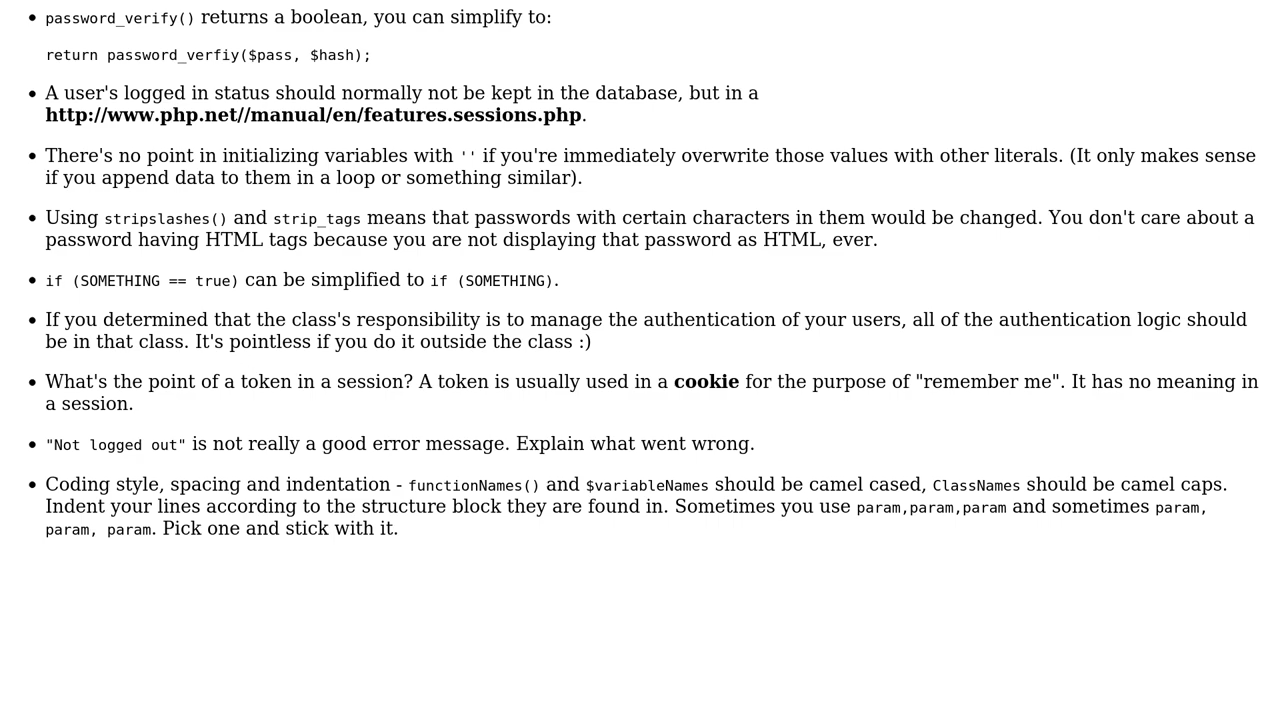 • password_verify() returns a boolean, you can simplify to:
return password_verfiy($pass, $hash);
• A user's logged in status should normally not be kept in the database, but in a
http://www.php.net//manual/en/features.sessions.php.
• There's no point in initializing variables with '' if you're immediately overwrite those values with other literals. (It only makes sense
if you append data to them in a loop or something similar).
• Using stripslashes() and strip_tags means that passwords with certain characters in them would be changed. You don't care about a
password having HTML tags because you are not displaying that password as HTML, ever.
• if (SOMETHING == true) can be simplified to if (SOMETHING).
• If you determined that the class's responsibility is to manage the authentication of your users, all of the authentication logic should
be in that class. It's pointless if you do it outside the class :)
• What's the point of a token in a session? A token is usually used in a cookie for the purpose of "remember me". It has no meaning in
a session.
• "Not logged out" is not really a good error message. Explain what went wrong.
• Coding style, spacing and indentation - functionNames() and $variableNames should be camel cased, ClassNames should be camel caps.
Indent your lines according to the structure block they are found in. Sometimes you use param,param,param and sometimes param,
param, param. Pick one and stick with it.